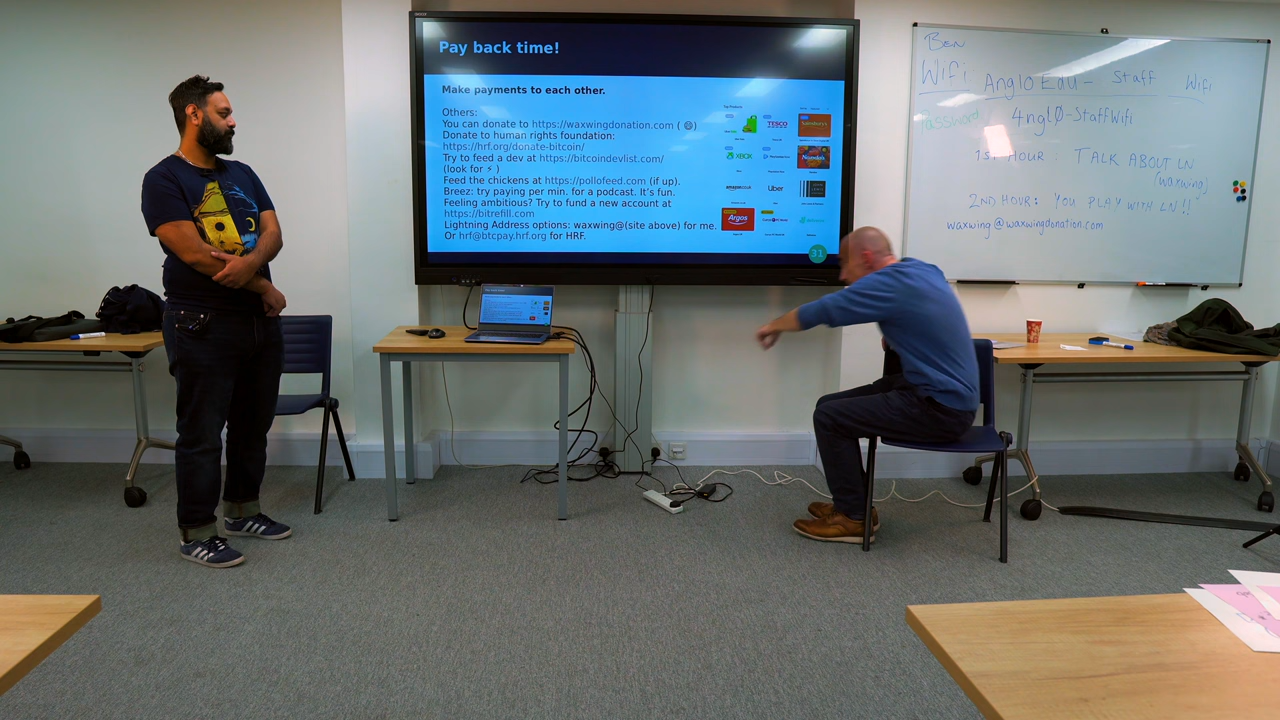 Pay back time!
Make payments to each other.
Others:
You can donate to https://waxwingdonation.com ( )
Donate to human rights foundation:
https://hrf.org/donate-bitcoin/
Try to feed a dev at https://bitcoindevlist.com/
(look for ⚡ )
Feed the chickens at https://pollofeed.com (if up).
Breez: try paying per min. for a podcast. It's fun.
Feeling ambitious? Try to fund a new account at
https://bitrefill.com
Lightning Address options: waxwing@(site above) for me.
Or hrf@btcpay.hrf.org for HRF.
Top Products
TESCO
Sainsbury's
XBOX
Nando's
amazon.co.uk
Uber
Argos
31
BEN
Wifi
AngloEdu- Staff Wifi
Password
4ngl0-StaffWifi
1ST HOUR : TALK ABOUT LN
(waxwing)
2ND HOUR: YOU PLAY WITH LN!!
waxwing@waxwingdonation.com